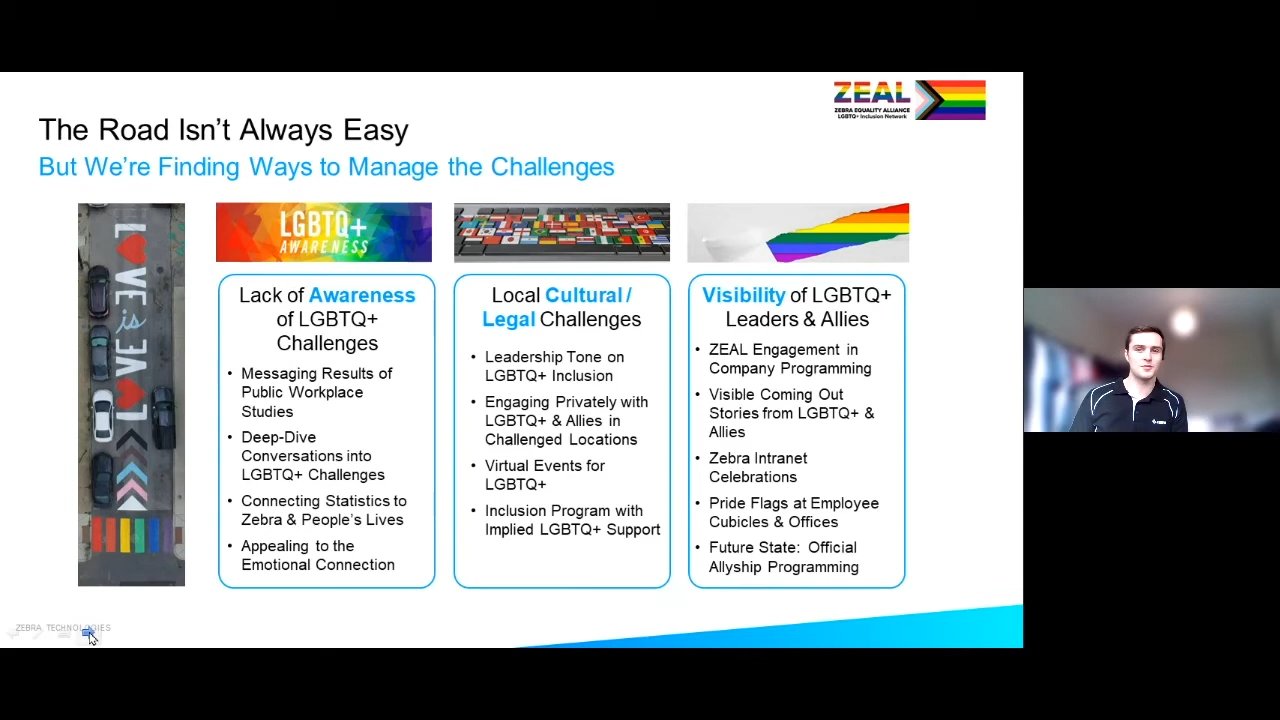 ZEAL
ZEBRA EQUALITY ALLIANCE
LGBTQ+ Inclusion Network
The Road Isn't Always Easy
But We're Finding Ways to Manage the Challenges
LOVE is LOVE
LGBTQ+
AWARENESS
Lack of Awareness
of LGBTQ+
Challenges
• Messaging Results of
Public Workplace
Studies
• Deep-Dive
Conversations into
LGBTQ+ Challenges
• Connecting Statistics to
Zebra & People's Lives
• Appealing to the
Emotional Connection
Local Cultural /
Legal Challenges
• Leadership Tone on
LGBTQ+ Inclusion
• Engaging Privately with
LGBTQ+ & Allies in
Challenged Locations
• Virtual Events for
LGBTQ+
• Inclusion Program with
Implied LGBTQ+ Support
Visibility of LGBTQ+
Leaders & Allies
• ZEAL Engagement in
Company Programming
• Visible Coming Out
Stories from LGBTQ+ &
Allies
• Zebra Intranet
Celebrations
• Pride Flags at Employee
Cubicles & Offices
• Future State: Official
Allyship Programming
ZEBRA TECHNOLOGIES